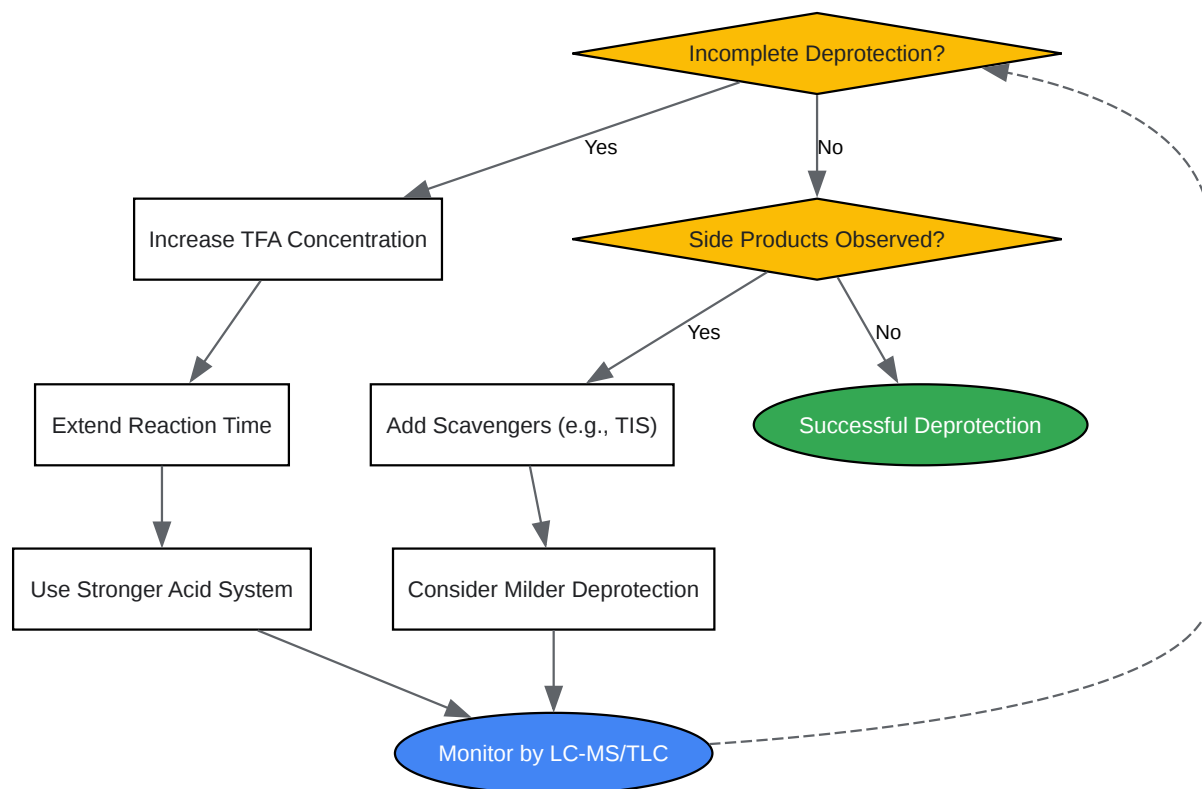 Incomplete Deprotection?
Yes
No
Increase TFA Concentration
Side Products Observed?
Yes
No
Extend Reaction Time
Add Scavengers (e.g., TIS)
Successful Deprotection
Use Stronger Acid System
Consider Milder Deprotection
Monitor by LC-MS/TLC